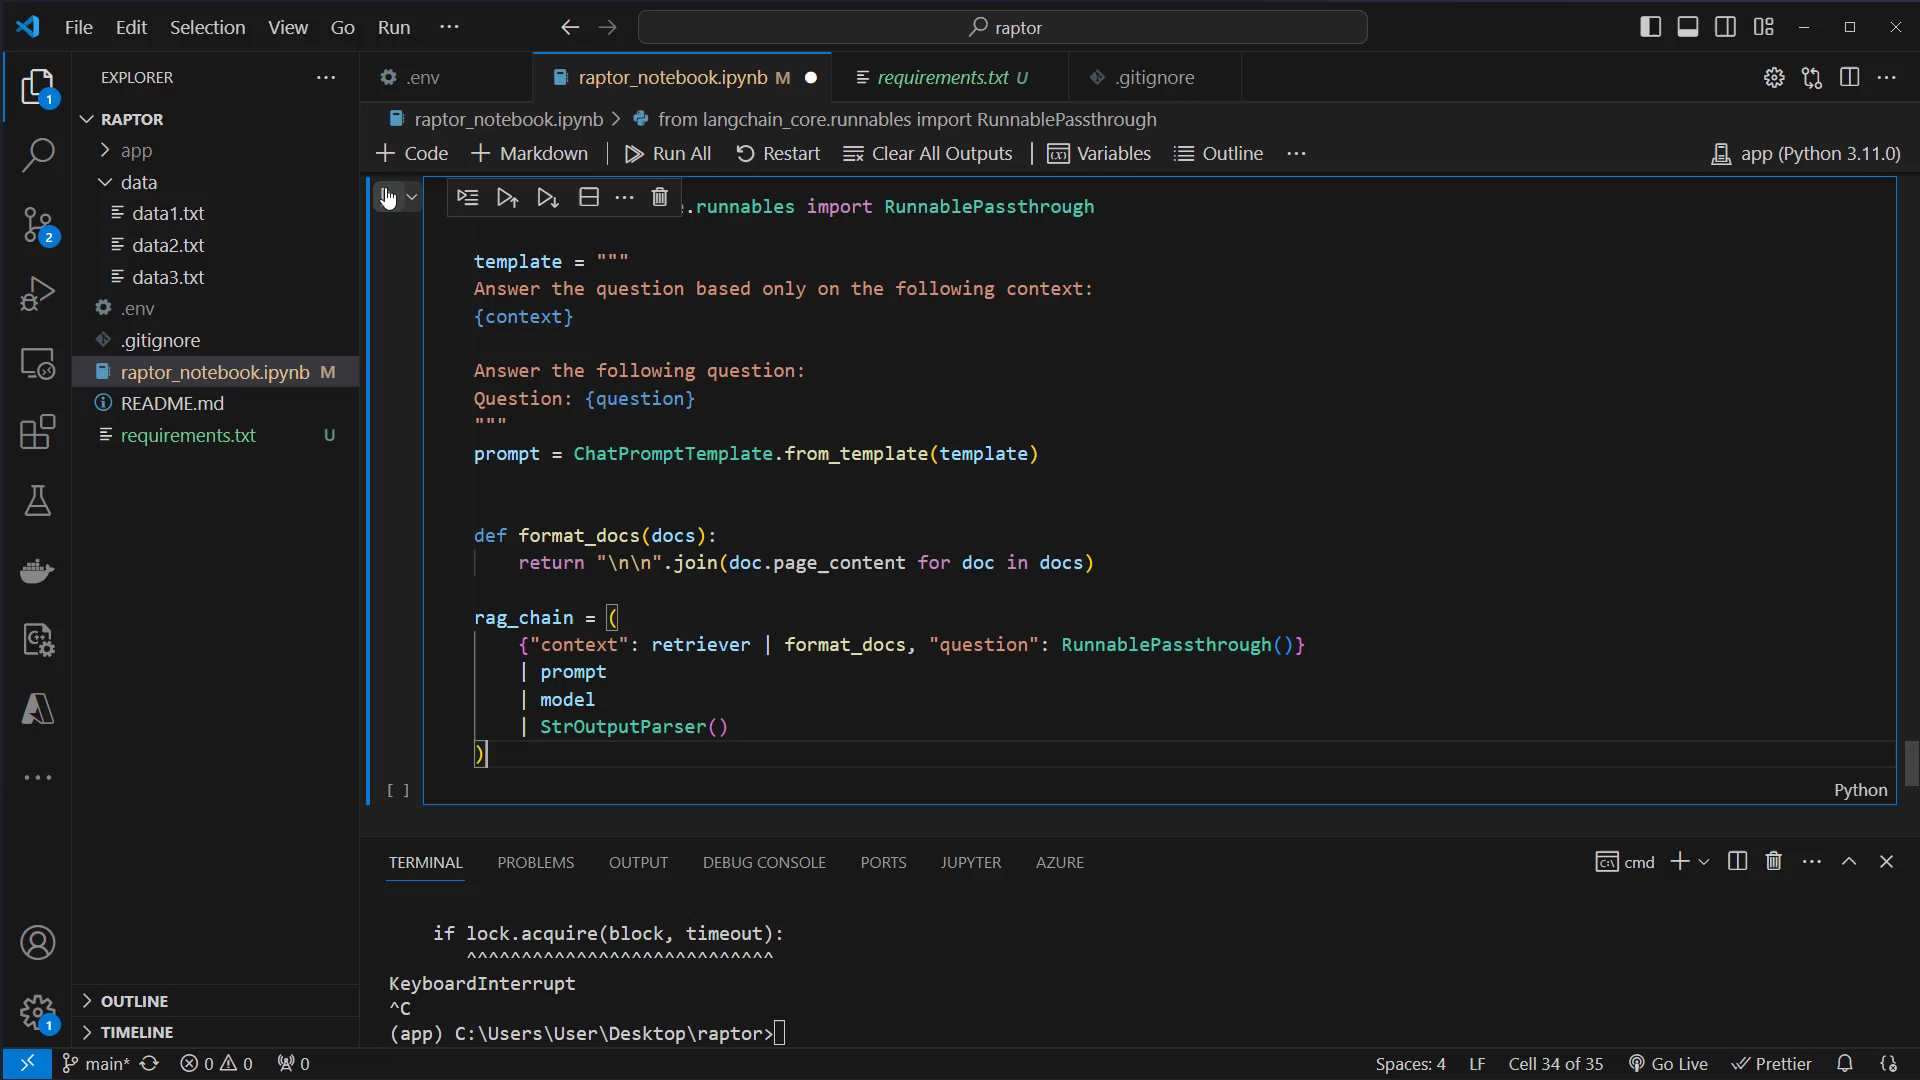 File Edit Selection View Go Run ··· raptor
EXPLORER ···
.env raptor_notebook.ipynb M requirements.txt U .gitignore ···
RAPTOR
raptor_notebook.ipynb > from langchain_core.runnables import RunnablePassthrough
app
+ Code + Markdown | Run All Restart Clear All Outputs | Variables Outline ··· app (Python 3.11.0)
data
data1.txt
data2.txt
data3.txt
.env
.gitignore
raptor_notebook.ipynb M
README.md
requirements.txt U
.runnables import RunnablePassthrough
template = """
Answer the question based only on the following context:
{context}
Answer the following question:
Question: {question}
"""
prompt = ChatPromptTemplate.from_template(template)
def format_docs(docs):
return "\n\n".join(doc.page_content for doc in docs)
rag_chain = (
{"context": retriever | format_docs, "question": RunnablePassthrough()}
| prompt
| model
| StrOutputParser()
)
[ ] Python
TERMINAL PROBLEMS OUTPUT DEBUG CONSOLE PORTS JUPYTER AZURE cmd
if lock.acquire(block, timeout):
^^^^^^^^^^^^^^^^^^^^^^^^^^^^
KeyboardInterrupt
^C
(app) C:\Users\User\Desktop\raptor>
1
2
1
OUTLINE
TIMELINE
main* 0 0 0 Spaces: 4 LF Cell 34 of 35 Go Live Prettier